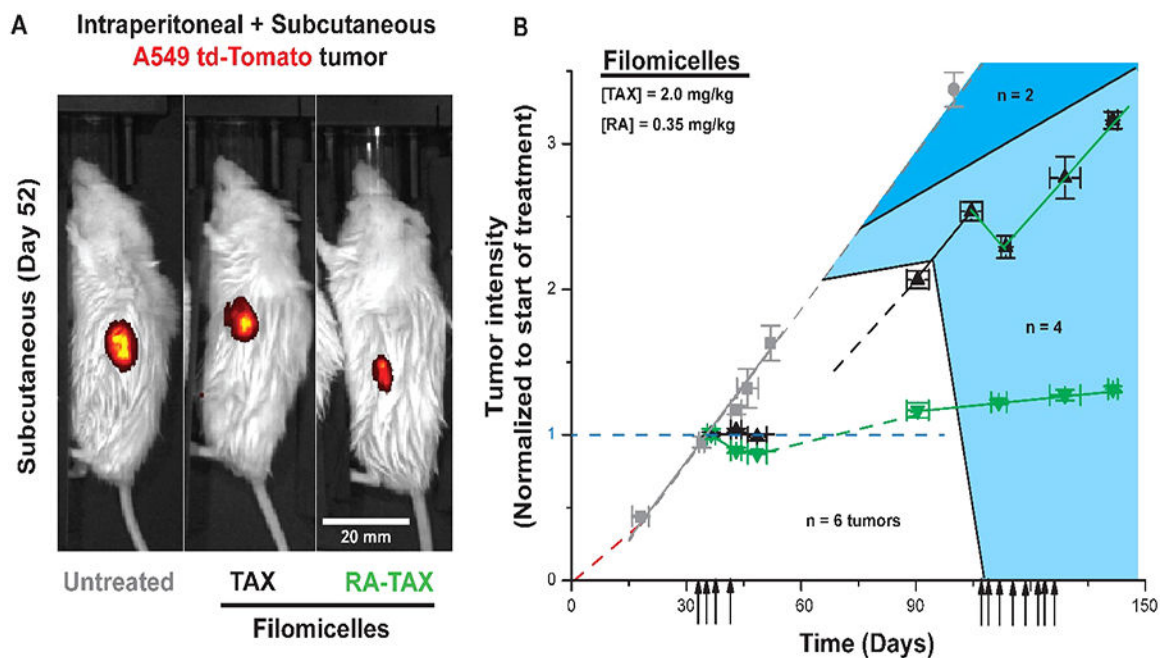 A
Intraperitoneal + Subcutaneous
A549 td-Tomato tumor
Subcutaneous (Day 52)
20 mm
Untreated
TAX
RA-TAX
Filomicelles
B
Filomicelles
[TAX] = 2.0 mg/kg
[RA] = 0.35 mg/kg
n = 2
n = 4
n = 6 tumors
Tumor intensity
(Normalized to start of treatment)
3
2
1
0
0
30
60
90
120
150
Time (Days)